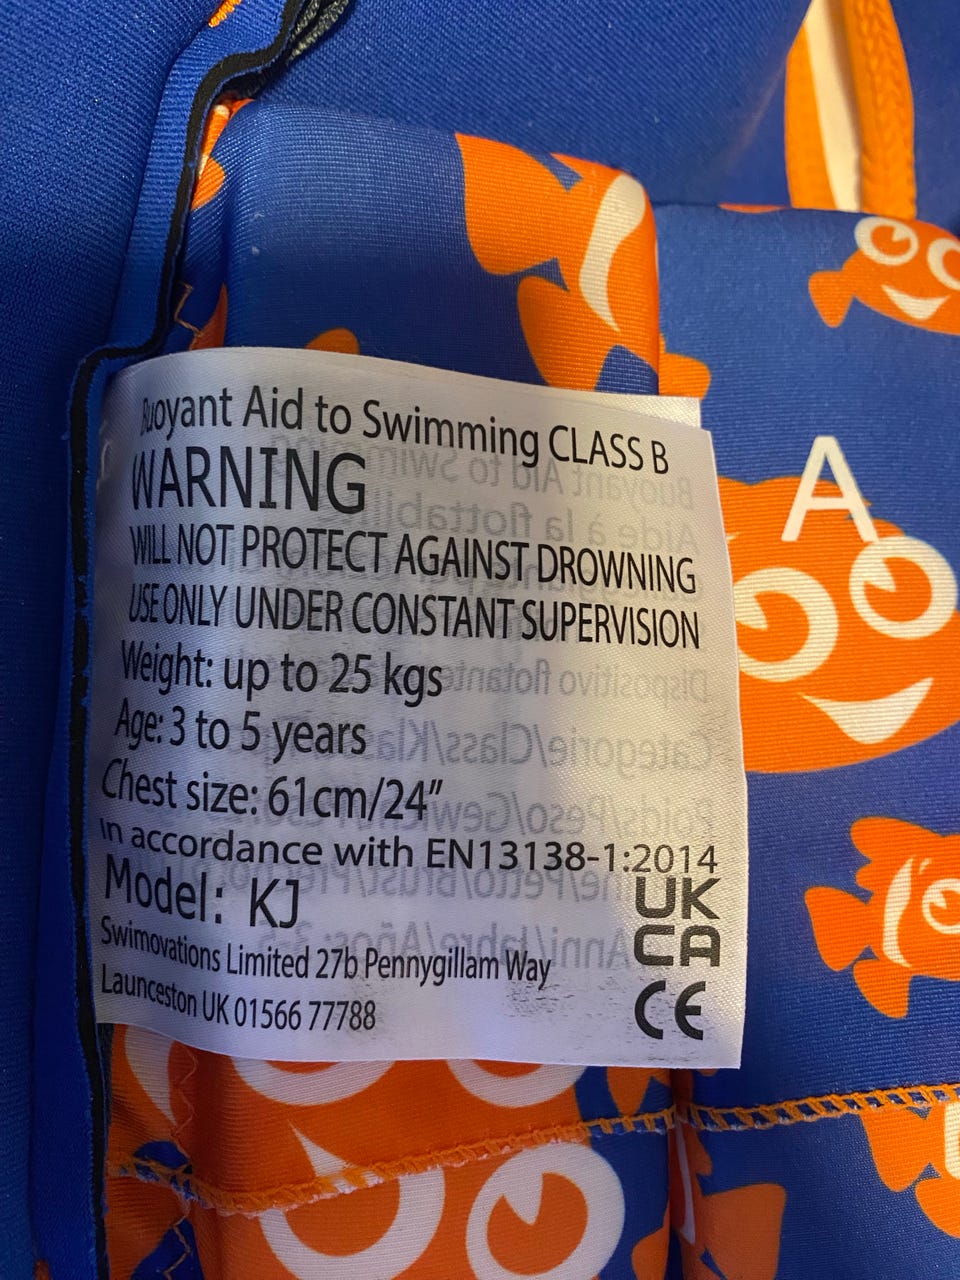 Buoyant Aid to Swimming CLASS B
WARNING
WILL NOT PROTECT AGAINST DROWNING
USE ONLY UNDER CONSTANT SUPERVISION
Weight: up to 25 kgs
Age: 3 to 5 years
Chest size: 61cm/24”
In accordance with EN13138-1:2014
Model: KJ
Swimovations Limited 27b Pennygillam Way
Launceston UK 01566 77788
UK
CA
CE
A